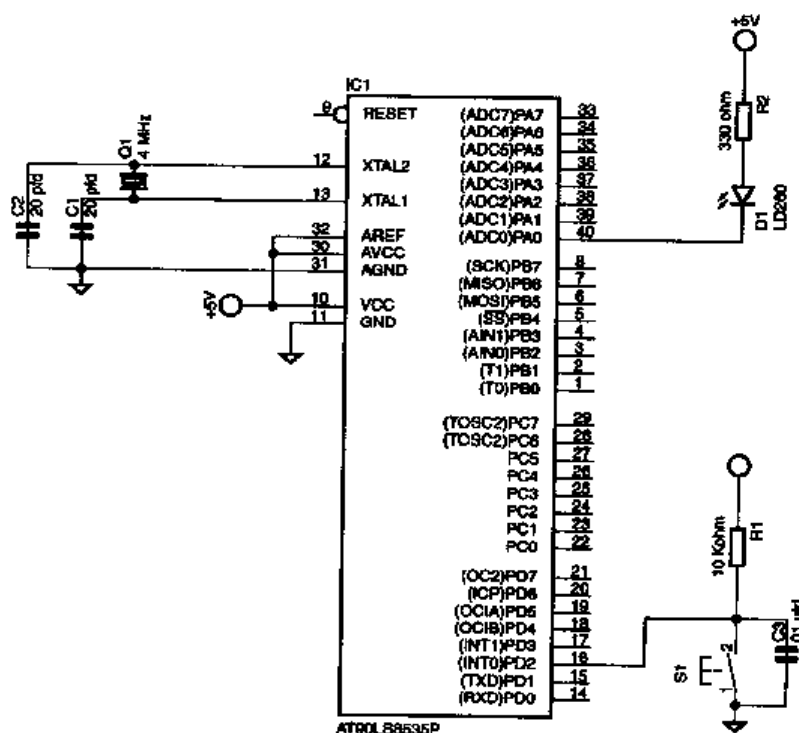 IC1
9 RESET
12 XTAL2
13 XTAL1
32 AREF
30 AVCC
31 AGND
10 VCC
11 GND
+5V
Q1
4 MHz
C2
20 pfd
C1
20 pfd
(ADC7)PA7 33
(ADC6)PA6 34
(ADC5)PA5 35
(ADC4)PA4 36
(ADC3)PA3 37
(ADC2)PA2 38
(ADC1)PA1 39
(ADC0)PA0 40
(SCK)PB7 8
(MISO)PB6 7
(MOSI)PB5 6
(SS)PB4 5
(AIN1)PB3 4
(AIN0)PB2 3
(T1)PB1 2
(T0)PB0 1
(TOSC2)PC7 29
(TOSC2)PC6 28
PC5 27
PC4 26
PC3 25
PC2 24
PC1 23
PC0 22
(OC2)PD7 21
(ICP)PD6 20
(OCIA)PD5 19
(OCIB)PD4 18
(INT1)PD3 17
(INT0)PD2 16
(TXD)PD1 15
(RXD)PD0 14
AT90LS8535P
+5V
330 ohm
R2
D1
LD260
10 Kohm
R1
S1
2
1
C3